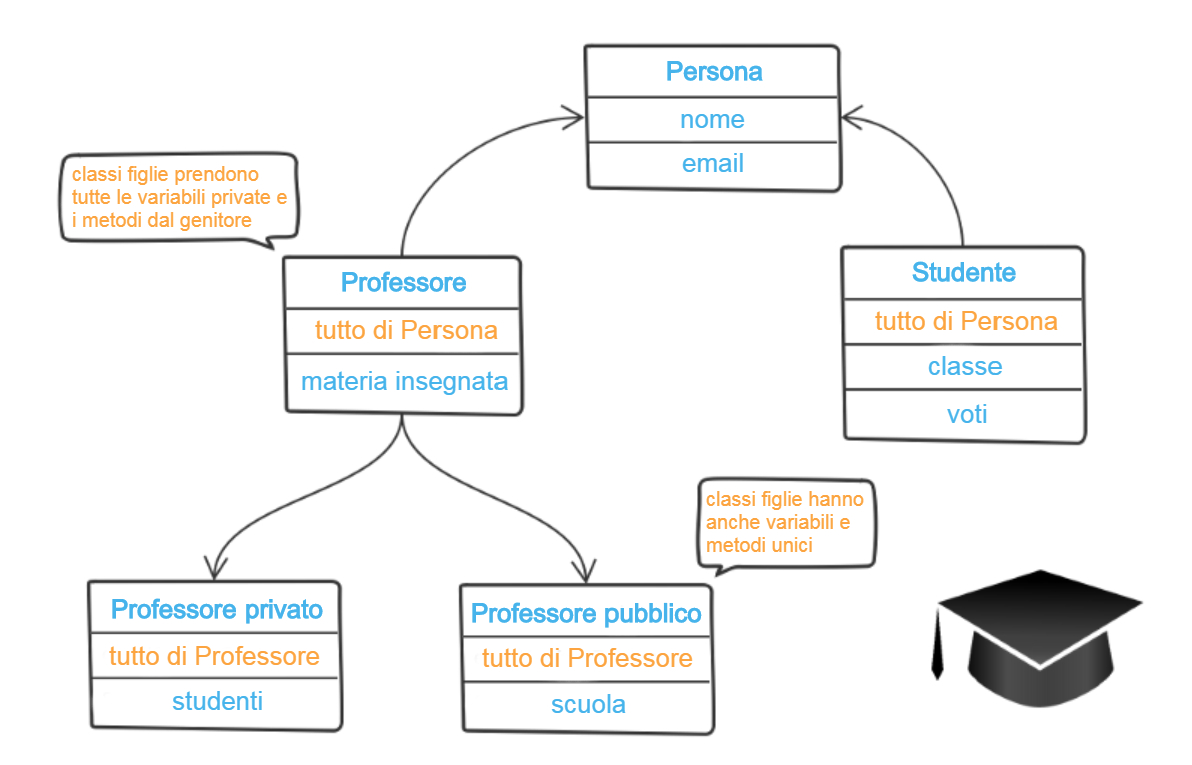 Persona
nome
email
classi figlie prendono
tutte le variabili private e
i metodi dal genitore
Professore
tutto di Persona
materia insegnata
Studente
tutto di Persona
classe
voti
classi figlie hanno
anche variabili e
metodi unici
Professore privato
tutto di Professore
studenti
Professore pubblico
tutto di Professore
scuola